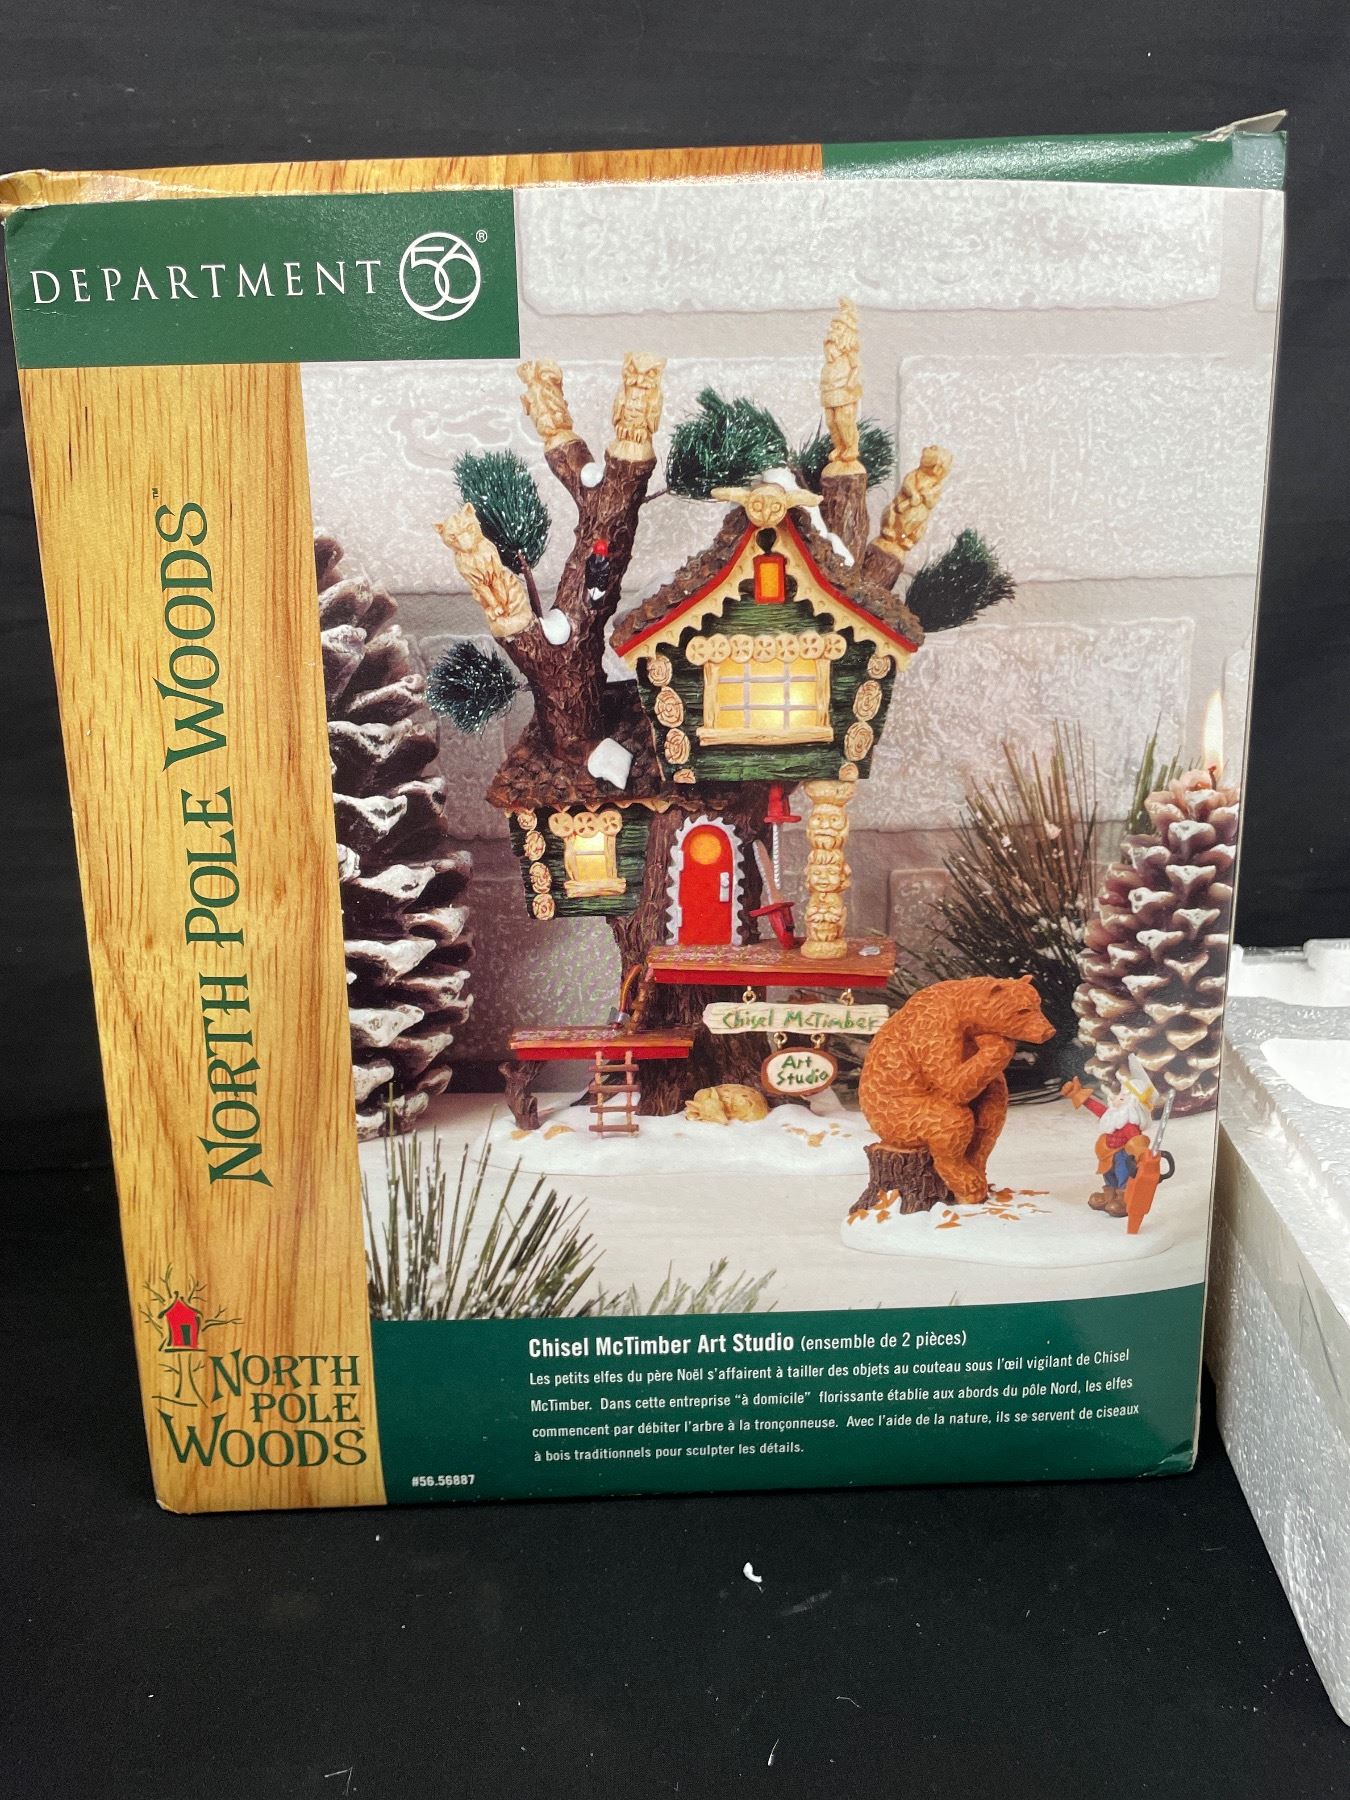 DEPARTMENT 56®
NORTH POLE WOODS™
Chisel McTimber
Art
Studio
NORTH
POLE
WOODS
Chisel McTimber Art Studio (ensemble de 2 pièces)
Les petits elfes du père Noël s'affairent à tailler des objets au couteau sous l'œil vigilant de Chisel
McTimber. Dans cette entreprise "à domicile" florissante établie aux abords du pôle Nord, les elfes
commencent par débiter l'arbre à la tronçonneuse. Avec l'aide de la nature, ils se servent de ciseaux
à bois traditionnels pour sculpter les détails.
#56.56887